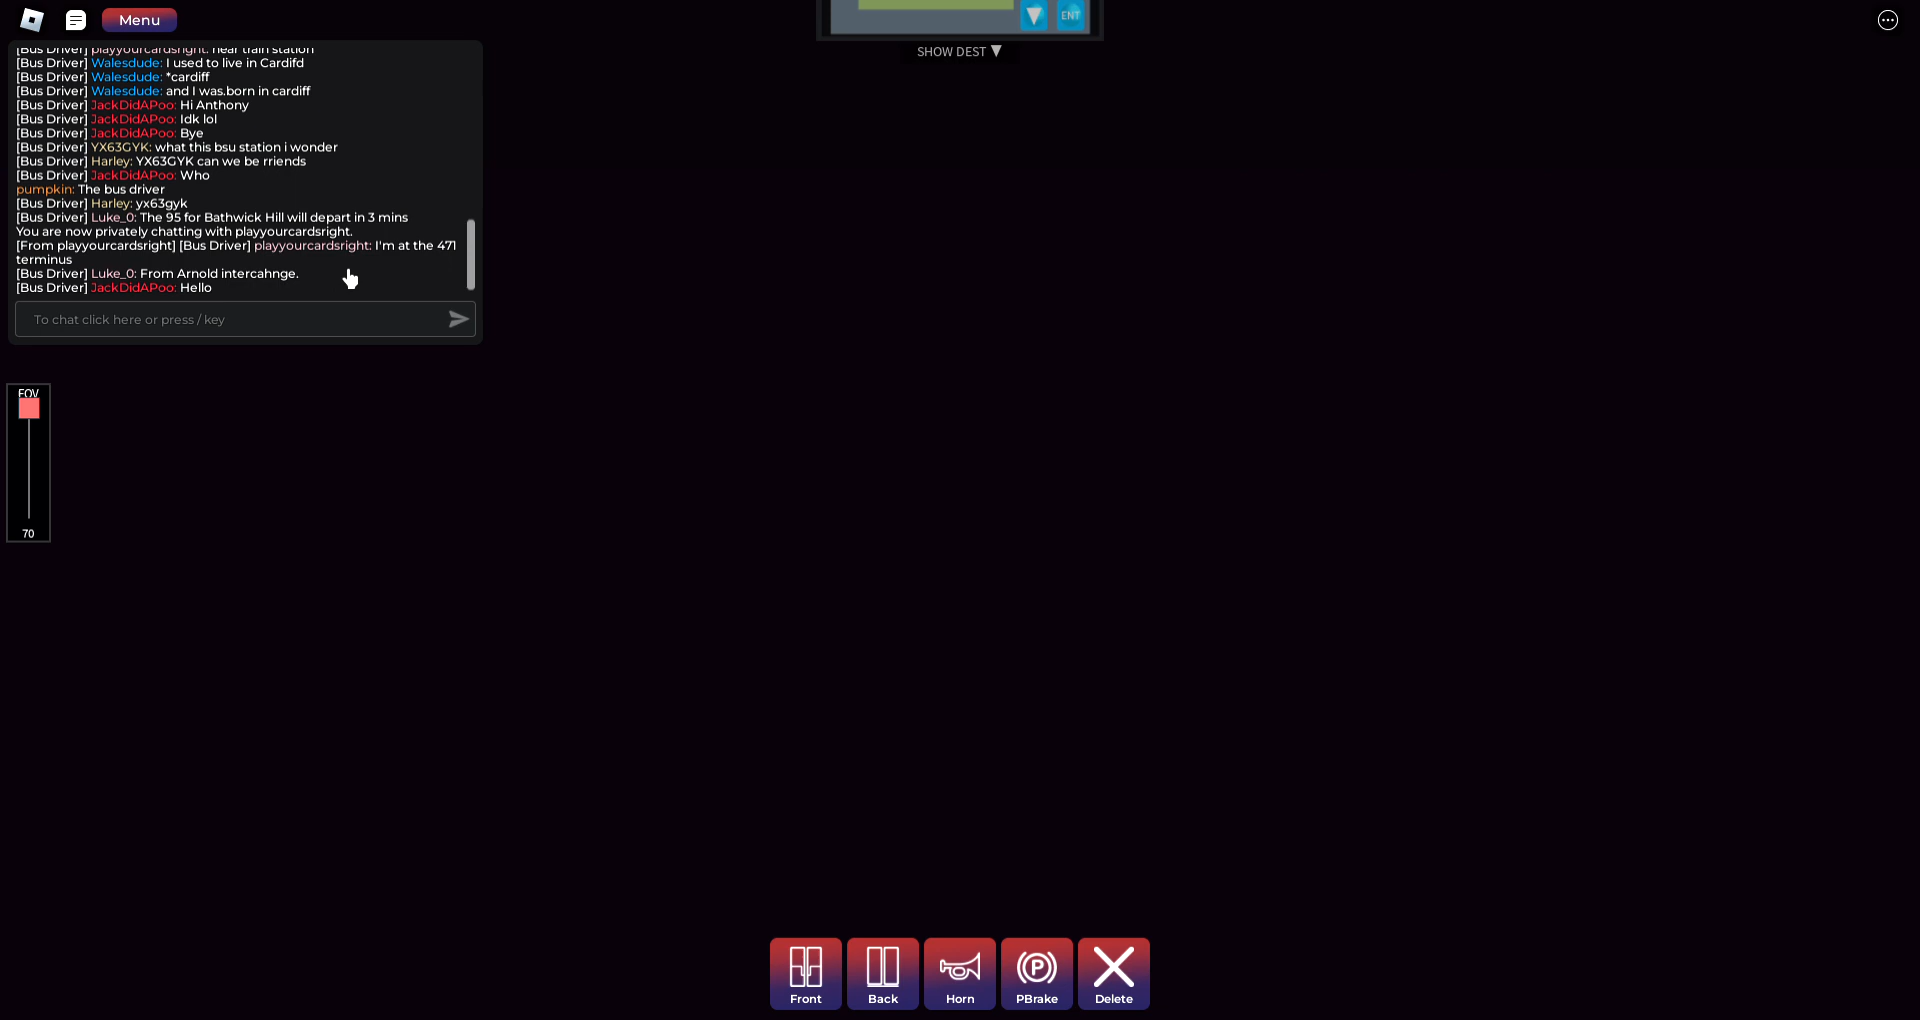 Menu
ENT
SHOW DEST ▼
[Bus Driver] playyourcardsright: near train station
[Bus Driver] Walesdude: I used to live in Cardifd
[Bus Driver] Walesdude: *cardiff
[Bus Driver] Walesdude: and I was.born in cardiff
[Bus Driver] JackDidAPoo: Hi Anthony
[Bus Driver] JackDidAPoo: Idk lol
[Bus Driver] JackDidAPoo: Bye
[Bus Driver] YX63GYK: what this bsu station i wonder
[Bus Driver] Harley: YX63GYK can we be rriends
[Bus Driver] JackDidAPoo: Who
pumpkin: The bus driver
[Bus Driver] Harley: yx63gyk
[Bus Driver] Luke_0: The 95 for Bathwick Hill will depart in 3 mins
You are now privately chatting with playyourcardsright.
[From playyourcardsright] [Bus Driver] playyourcardsright: I'm at the 471
terminus
[Bus Driver] Luke_0: From Arnold intercahnge.
[Bus Driver] JackDidAPoo: Hello
To chat click here or press / key
FOV
70
Front
Back
Horn
PBrake
Delete